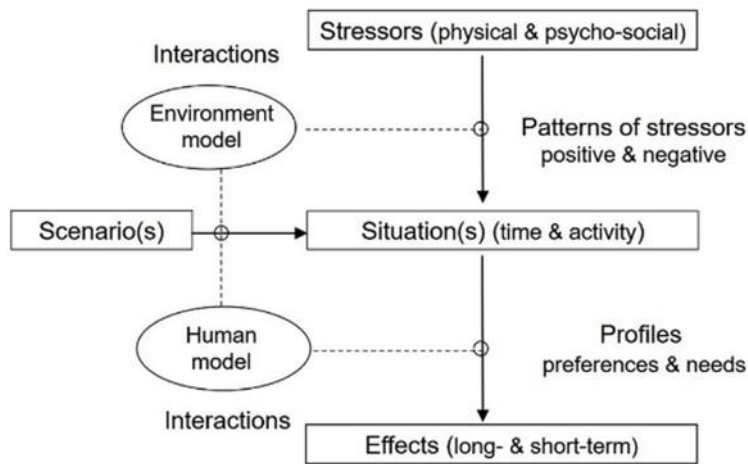 Stressors (physical & psycho-social)
Interactions
Environment
model
Patterns of stressors
positive & negative
Scenario(s)
Situation(s) (time & activity)
Human
model
Profiles
preferences & needs
Interactions
Effects (long- & short-term)